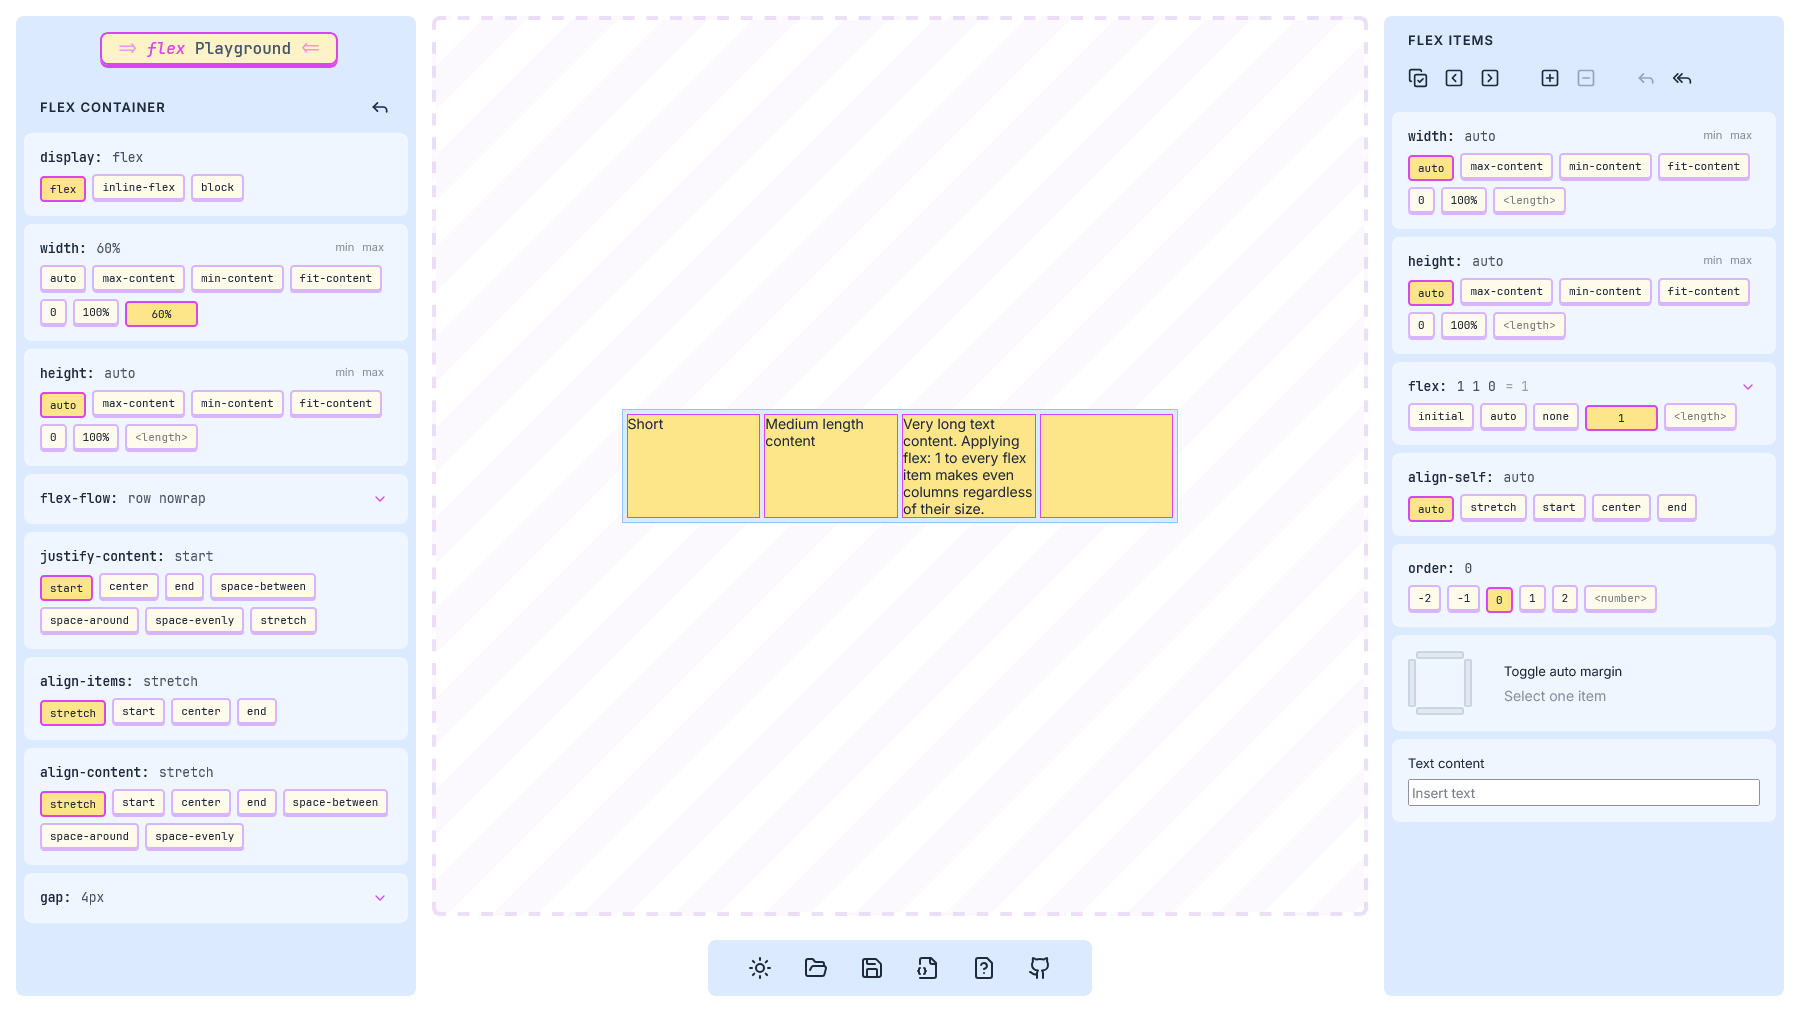 => flex Playground <=
FLEX CONTAINER
display: flex
flex inline-flex block
width: 60% min max
auto max-content min-content fit-content
0 100% 60%
height: auto min max
auto max-content min-content fit-content
0 100% <length>
flex-flow: row nowrap
justify-content: start
start center end space-between
space-around space-evenly stretch
align-items: stretch
stretch start center end
align-content: stretch
stretch start center end space-between
space-around space-evenly
gap: 4px
Short
Medium length
content
Very long text
content. Applying
flex: 1 to every flex
item makes even
columns regardless
of their size.
FLEX ITEMS
width: auto min max
auto max-content min-content fit-content
0 100% <length>
height: auto min max
auto max-content min-content fit-content
0 100% <length>
flex: 1 1 0 = 1
initial auto none 1 <length>
align-self: auto
auto stretch start center end
order: 0
-2 -1 0 1 2 <number>
Toggle auto margin
Select one item
Text content
Insert text